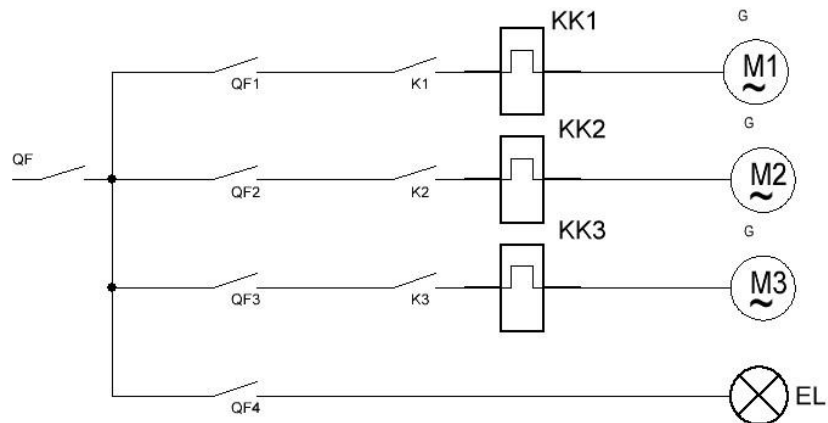 KK1
G
M1
~
QF1
K1
KK2
G
QF
M2
~
QF2
K2
KK3
G
M3
~
QF3
K3
EL
QF4